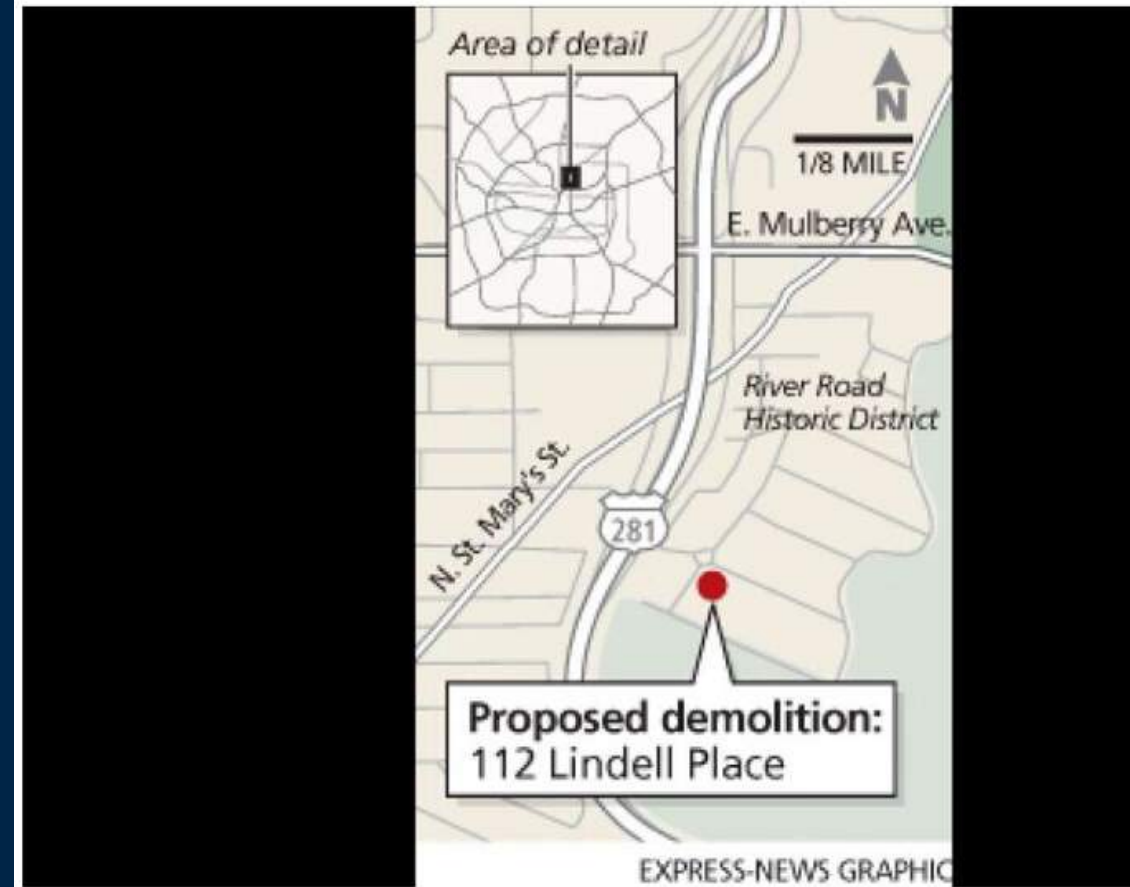 Area of detail
N
1/8 MILE
E. Mulberry Ave.
River Road
Historic District
N. St. Mary's St.
281
Proposed demolition:
112 Lindell Place
EXPRESS-NEWS GRAPHIC